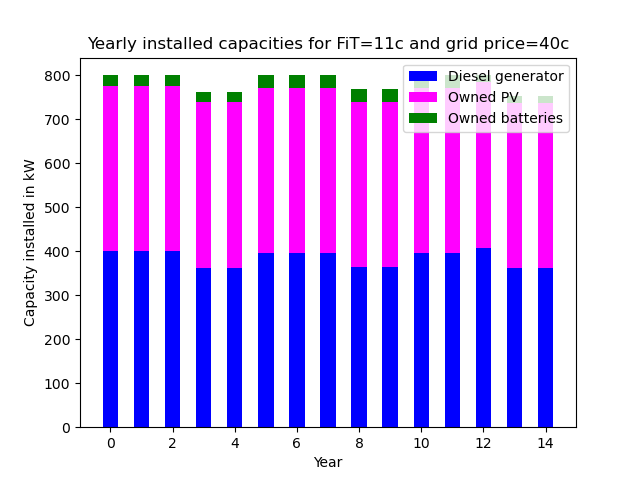 Yearly installed capacities for FiT=11c and grid price=40c
Diesel generator
Owned PV
Owned batteries
Capacity installed in kW
800
700
600
500
400
300
200
100
0
0 2 4 6 8 10 12 14
Year